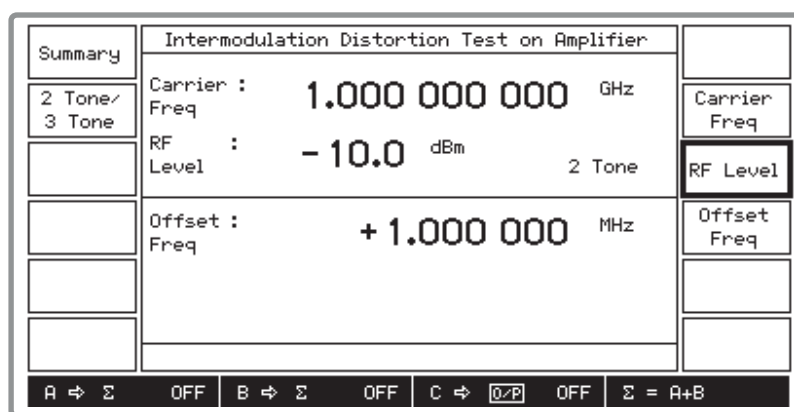 Summary
2 Tone/
3 Tone
Intermodulation Distortion Test on Amplifier
Carrier :
Freq
1.000 000 000 GHz
RF :
Level
- 10.0 dBm
2 Tone
Offset :
Freq
+ 1.000 000 MHz
Carrier
Freq
RF Level
Offset
Freq
A ⇨ Σ OFF B ⇨ Σ OFF C ⇨ O/P OFF Σ = A+B